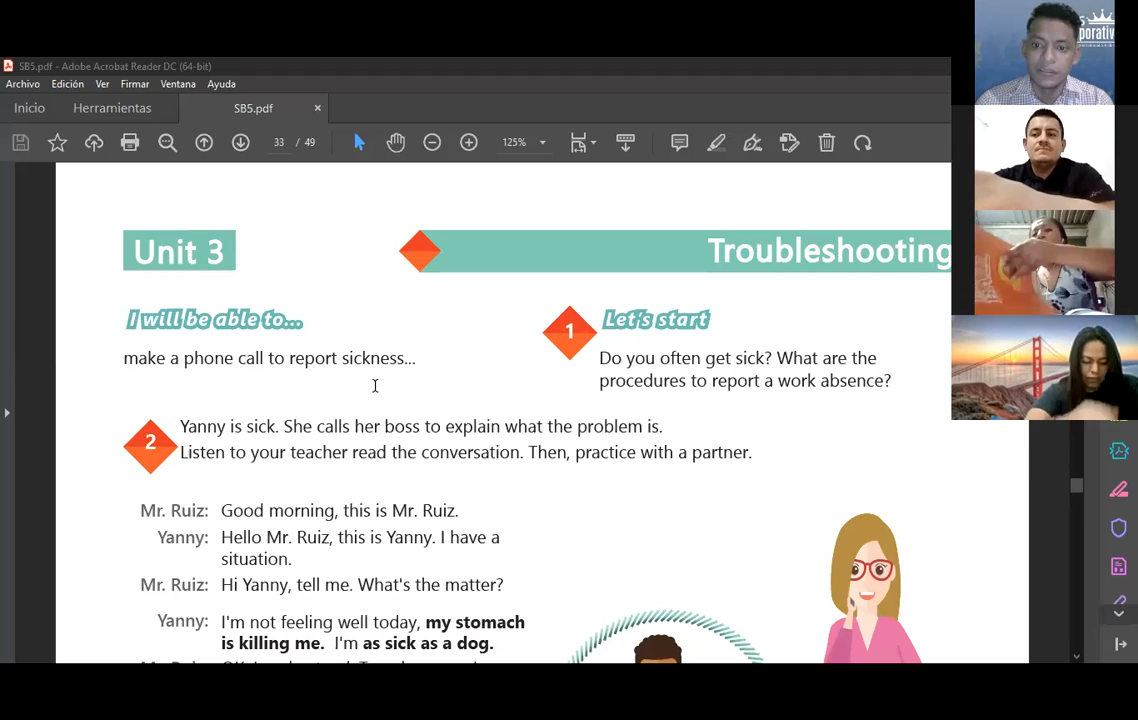 SB5.pdf - Adobe Acrobat Reader DC (64-bit)
Archivo Edición Ver Firmar Ventana Ayuda
Inicio Herramientas SB5.pdf ×
33 / 49 125%
Unit 3
Troubleshooting
I will be able to...
make a phone call to report sickness...
1 Let's start
Do you often get sick? What are the
procedures to report a work absence?
2 Yanny is sick. She calls her boss to explain what the problem is.
Listen to your teacher read the conversation. Then, practice with a partner.
Mr. Ruiz: Good morning, this is Mr. Ruiz.
Yanny: Hello Mr. Ruiz, this is Yanny. I have a
situation.
Mr. Ruiz: Hi Yanny, tell me. What's the matter?
Yanny: I'm not feeling well today, my stomach
is killing me. I'm as sick as a dog.